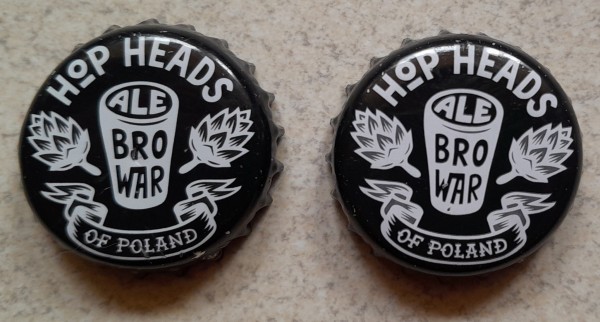 HOP HEADS
ALE
BRO
WAR
OF POLAND
HOP HEADS
ALE
BRO
WAR
OF POLAND